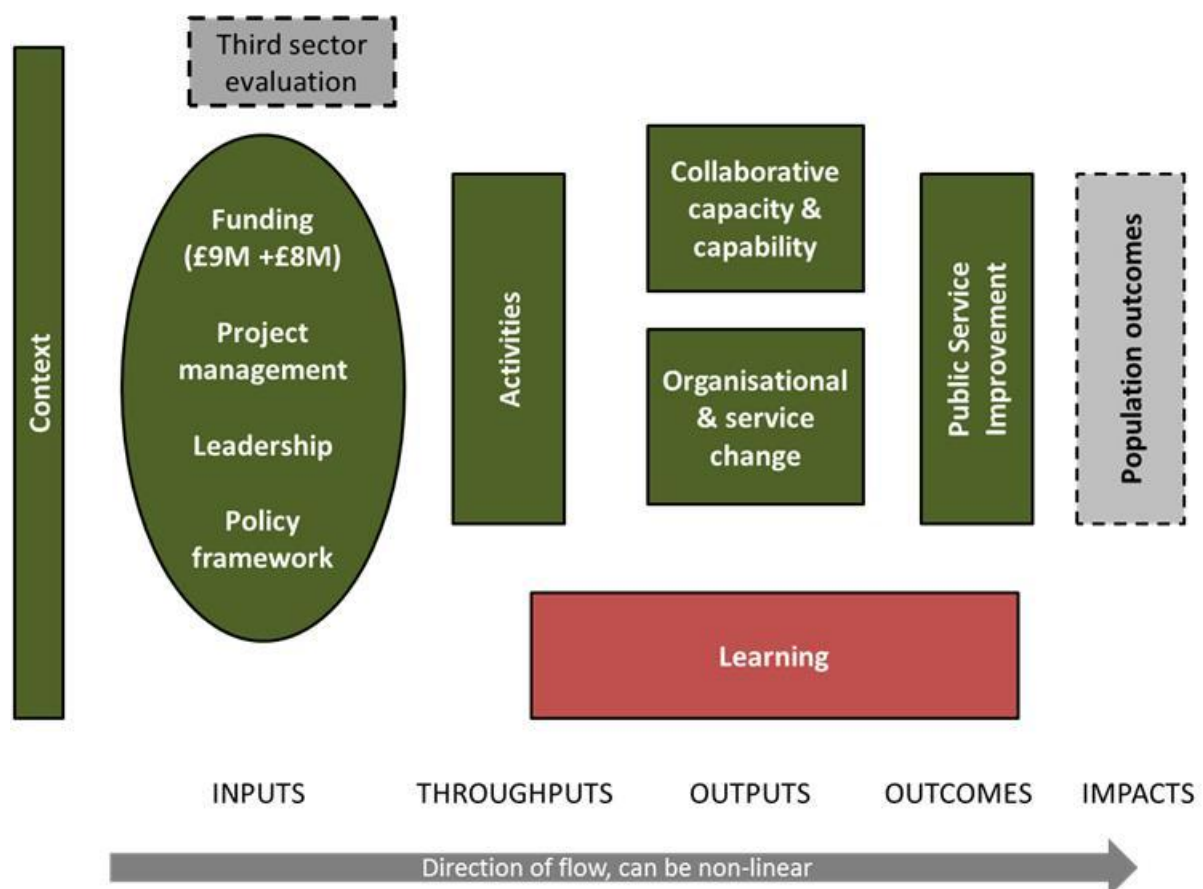 Third sector
evaluation
Context
Funding
(£9M +£8M)
Project
management
Leadership
Policy
framework
Activities
Collaborative
capacity &
capability
Organisational
& service
change
Public Service
Improvement
Population outcomes
Learning
INPUTS
THROUGHPUTS
OUTPUTS
OUTCOMES
IMPACTS
Direction of flow, can be non-linear